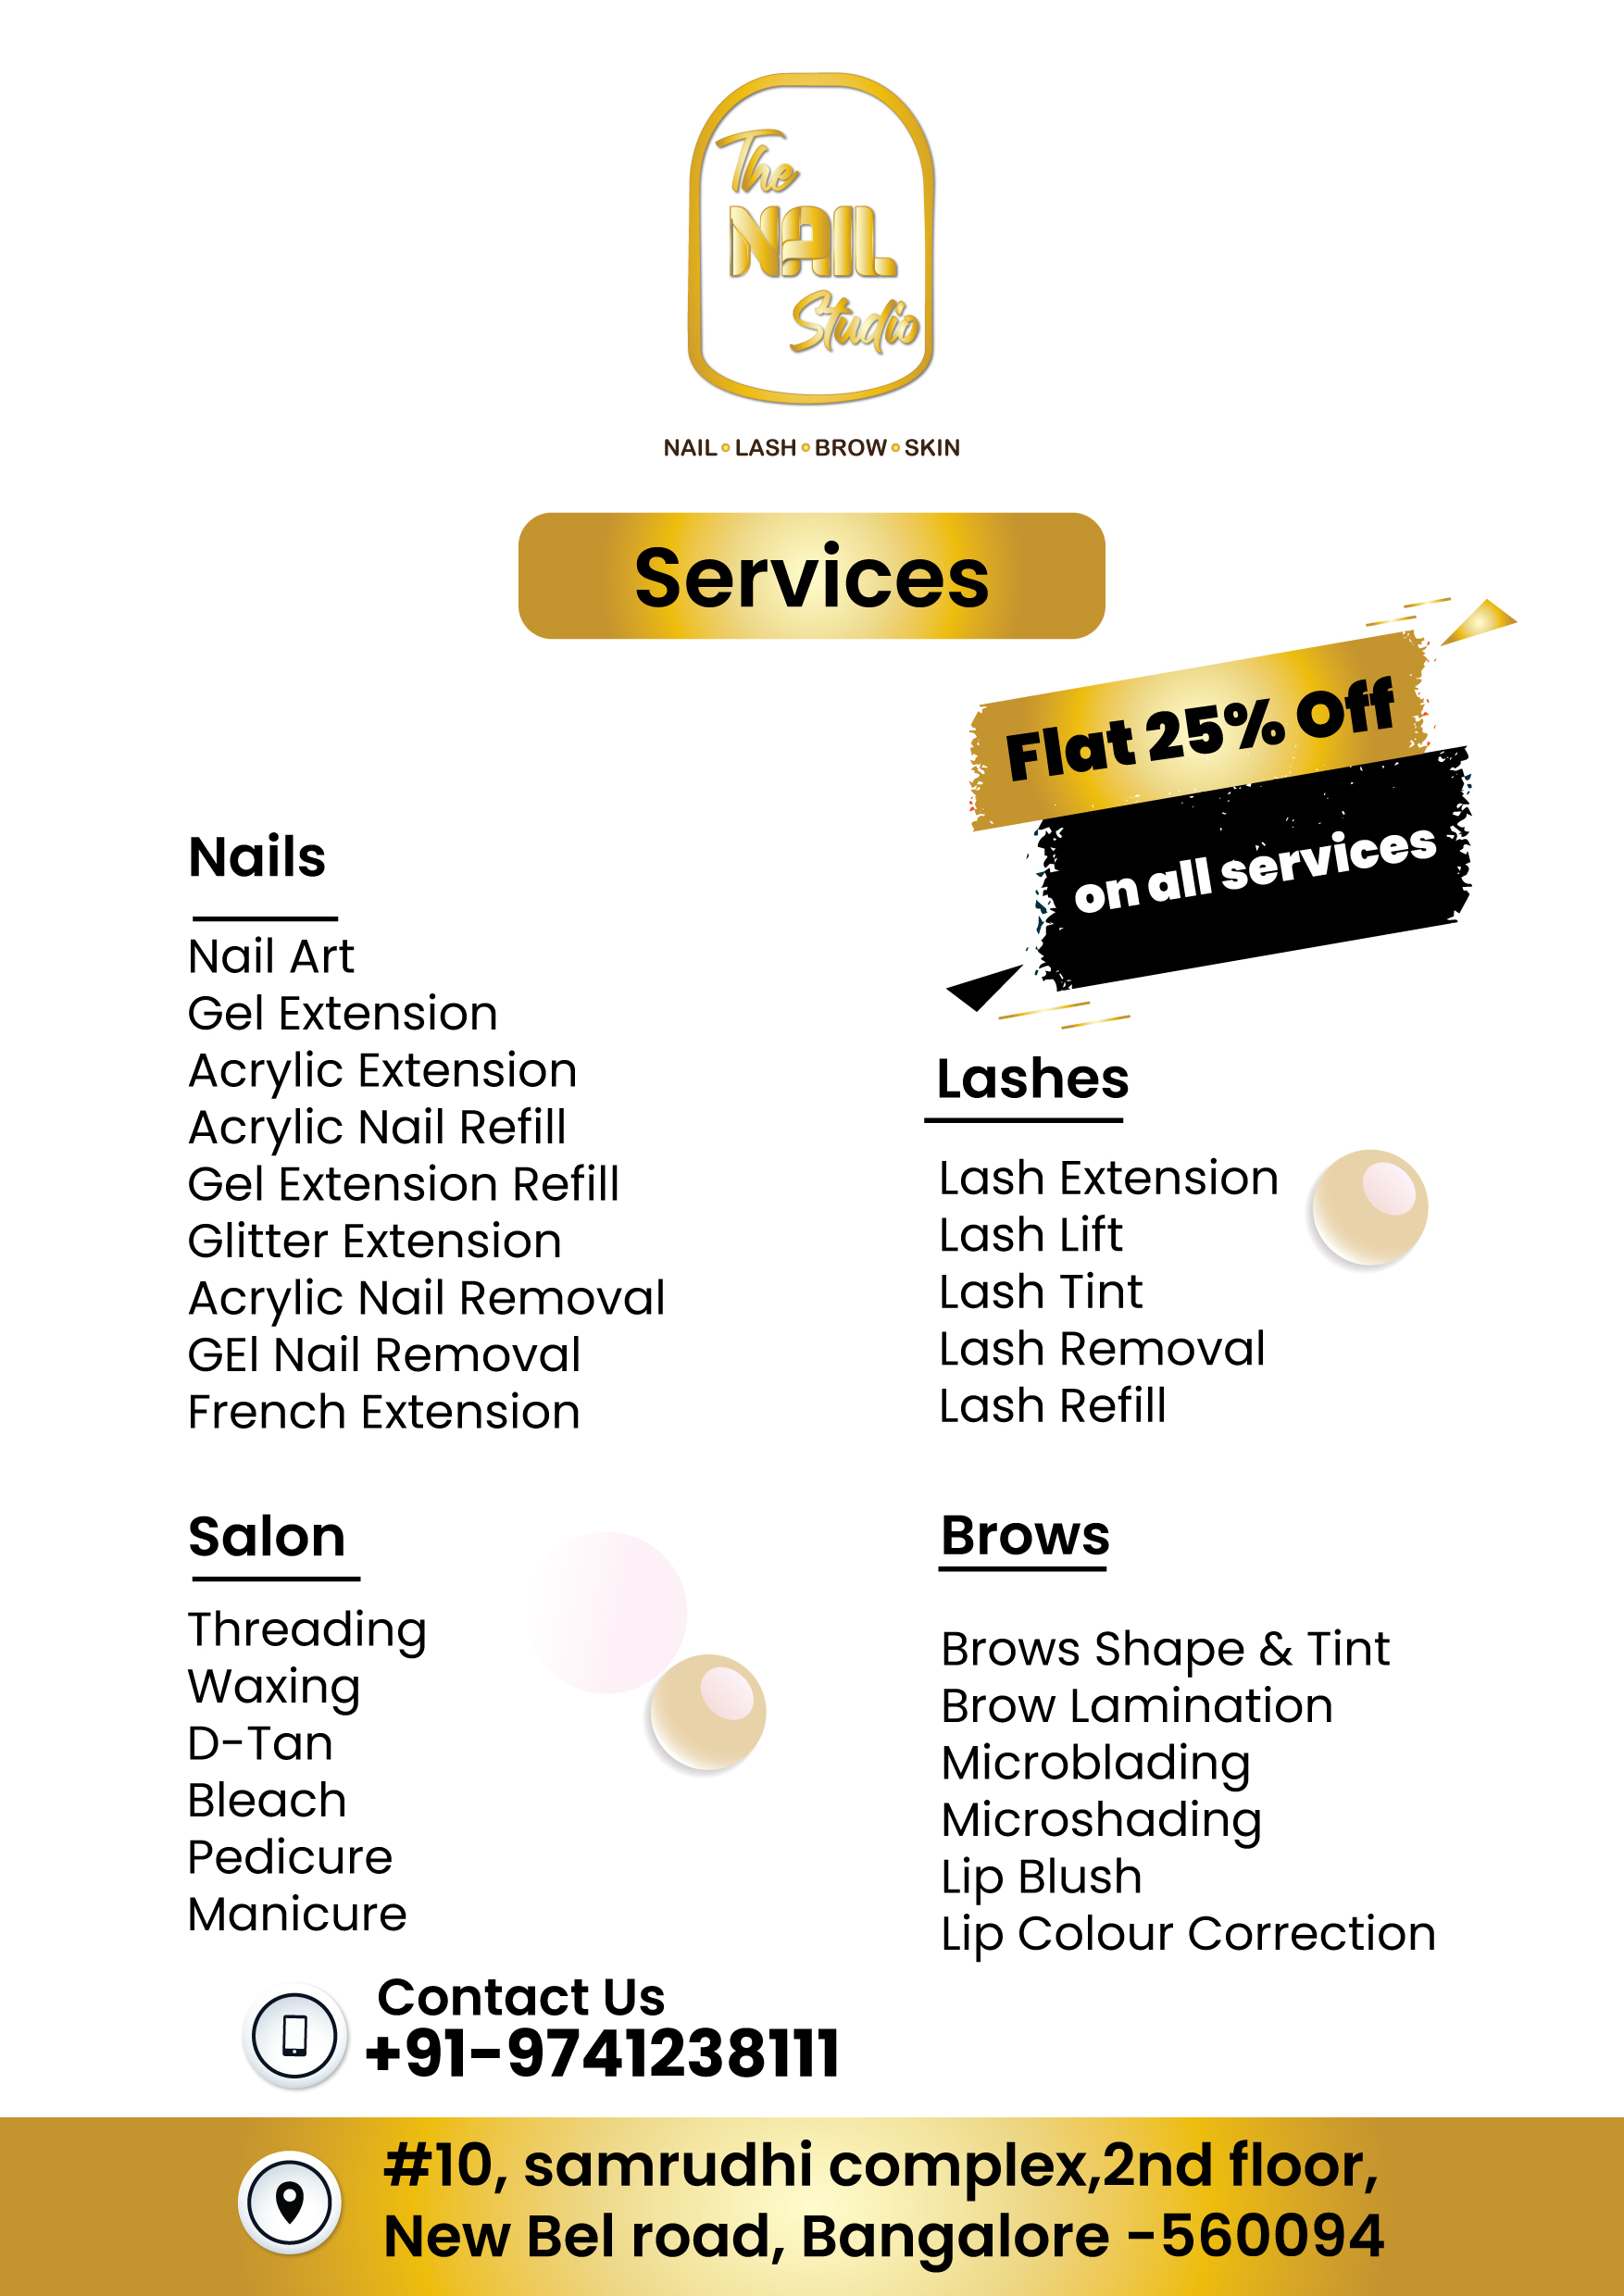 The
NAIL
Studio
NAIL • LASH • BROW • SKIN
Services
Flat 25% Off
on all services
Nails
Nail Art
Gel Extension
Acrylic Extension
Acrylic Nail Refill
Gel Extension Refill
Glitter Extension
Acrylic Nail Removal
GEl Nail Removal
French Extension
Lashes
Lash Extension
Lash Lift
Lash Tint
Lash Removal
Lash Refill
Salon
Threading
Waxing
D-Tan
Bleach
Pedicure
Manicure
Brows
Brows Shape & Tint
Brow Lamination
Microblading
Microshading
Lip Blush
Lip Colour Correction
Contact Us
+91-9741238111
#10, samrudhi complex,2nd floor,
New Bel road, Bangalore -560094